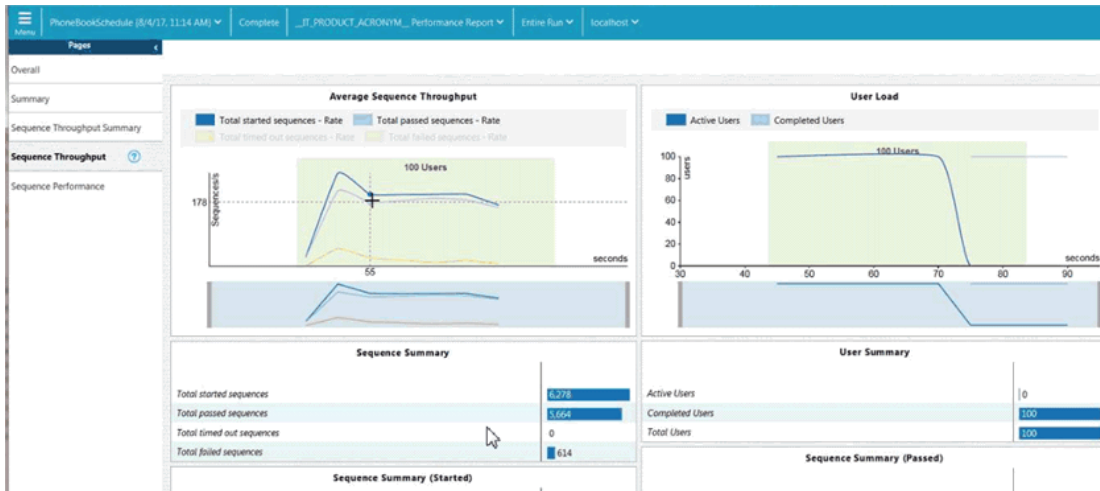 Menu
PhoneBookSchedule (8/4/17, 11:14 AM)
Complete
__IT_PRODUCT_ACRONYM__ Performance Report
Entire Run
localhost
Pages
Overall
Summary
Sequence Throughput Summary
Sequence Throughput
Sequence Performance
Average Sequence Throughput
Total started sequences - Rate
Total passed sequences - Rate
Total timed out sequences - Rate
Total failed sequences - Rate
100 Users
Sequences/s
178
55
seconds
User Load
Active Users
Completed Users
100 Users
users
100
80
60
40
20
0
30 40 50 60 70 80 90
seconds
Sequence Summary
Total started sequences 6,278
Total passed sequences 5,664
Total timed out sequences 0
Total failed sequences 614
User Summary
Active Users 0
Completed Users 100
Total Users 100
Sequence Summary (Started)
Sequence Summary (Passed)